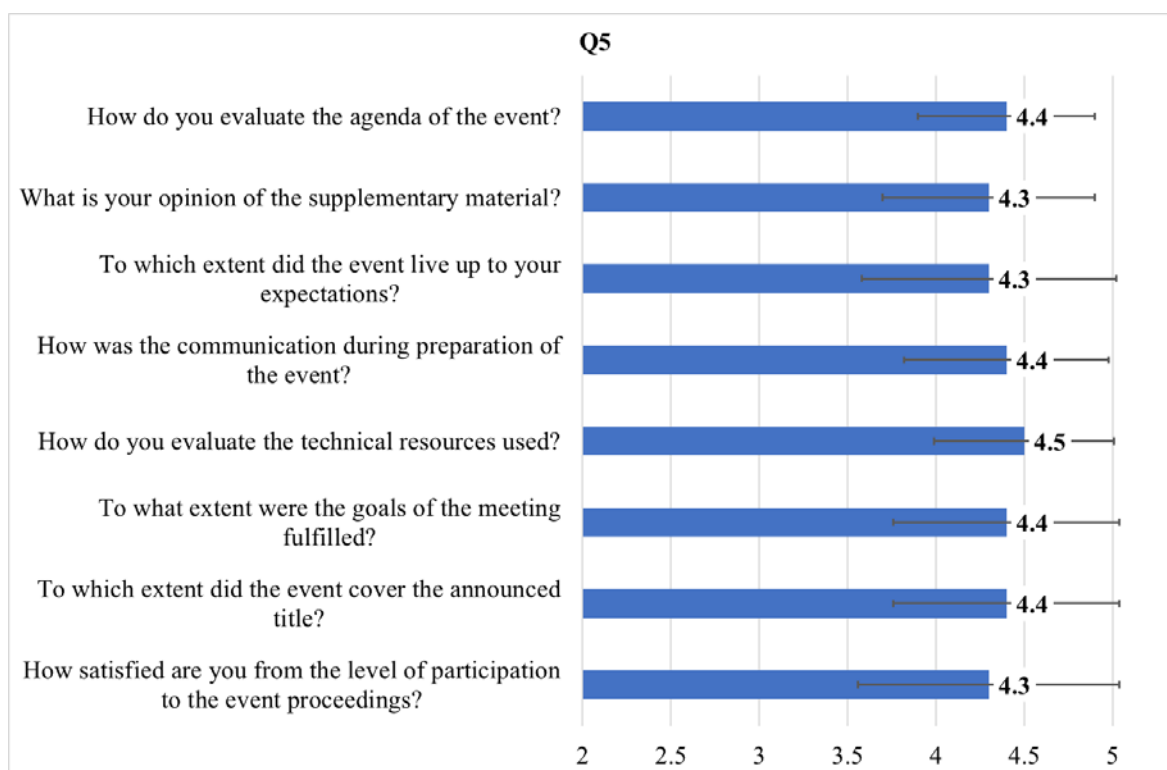 Q5
How do you evaluate the agenda of the event?
4.4
What is your opinion of the supplementary material?
4.3
To which extent did the event live up to your
expectations?
4.3
How was the communication during preparation of
the event?
4.4
How do you evaluate the technical resources used?
4.5
To what extent were the goals of the meeting
fulfilled?
4.4
To which extent did the event cover the announced
title?
4.4
How satisfied are you from the level of participation
to the event proceedings?
4.3
2 2.5 3 3.5 4 4.5 5